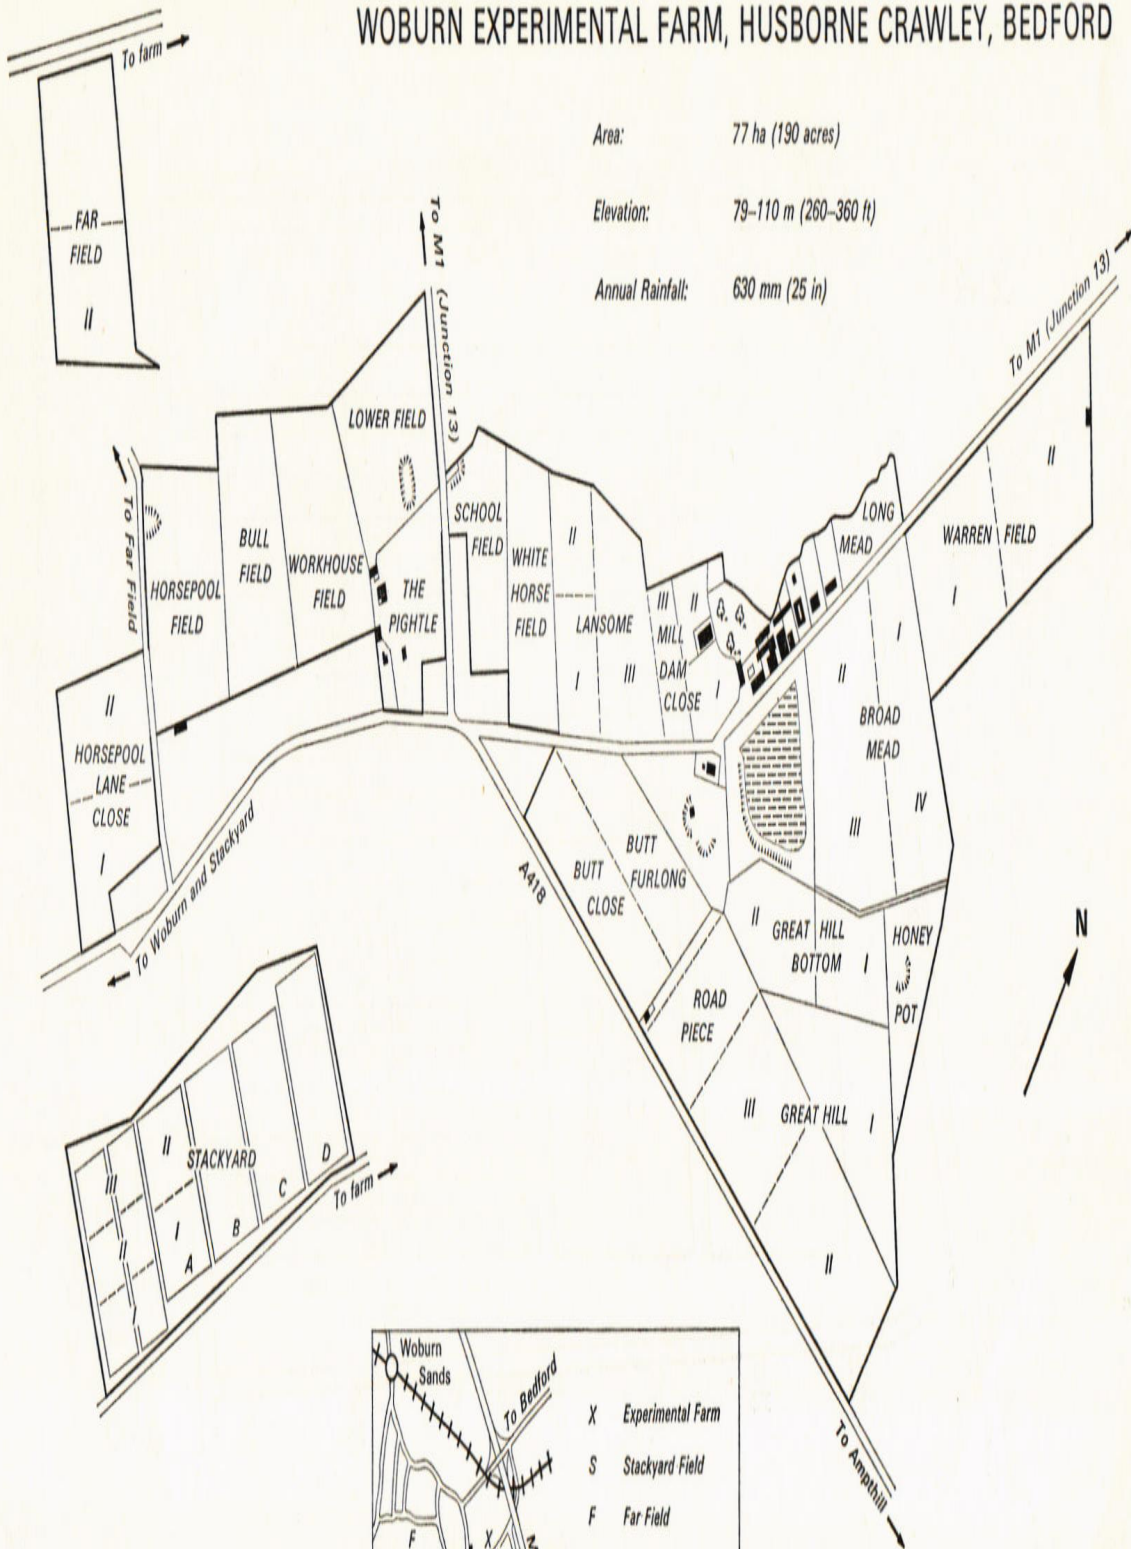 WOBURN EXPERIMENTAL FARM, HUSBORNE CRAWLEY, BEDFORD
To farm
Area: 77 ha (190 acres)
Elevation: 79–110 m (260–360 ft)
Annual Rainfall: 630 mm (25 in)
FAR
FIELD
II
To M1 (Junction 13)
To M1 (Junction 13)
LOWER FIELD
To Far Field
HORSEPOOL
FIELD
BULL
FIELD
WORKHOUSE
FIELD
THE
PIGHTLE
SCHOOL
FIELD
WHITE
HORSE
FIELD
II
LANSOME
I
III
III
II
MILL
DAM
CLOSE
I
LONG
MEAD
WARREN FIELD
II
I
I
II
BROAD
MEAD
III
IV
II
HORSEPOOL
LANE
CLOSE
I
To Woburn and Stackyard
A418
BUTT
CLOSE
BUTT
FURLONG
II
GREAT HILL
BOTTOM
I
HONEY
POT
N
ROAD
PIECE
III
GREAT HILL
I
II
III
II
I
II
STACKYARD
I
A
B
C
D
To farm
To Ampthill
Woburn
Sands
To Bedford
X Experimental Farm
S Stackyard Field
F Far Field
F
X